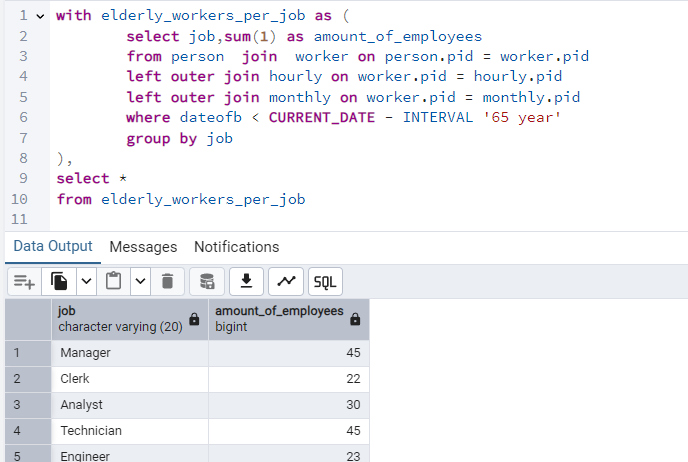 1 with elderly_workers_per_job as (
2 select job,sum(1) as amount_of_employees
3 from person join worker on person.pid = worker.pid
4 left outer join hourly on worker.pid = hourly.pid
5 left outer join monthly on worker.pid = monthly.pid
6 where dateofb < CURRENT_DATE - INTERVAL '65 year'
7 group by job
8 ),
9 select *
10 from elderly_workers_per_job
11
Data Output Messages Notifications
SQL
job amount_of_employees
character varying (20) bigint
1 Manager 45
2 Clerk 22
3 Analyst 30
4 Technician 45
5 Engineer 23